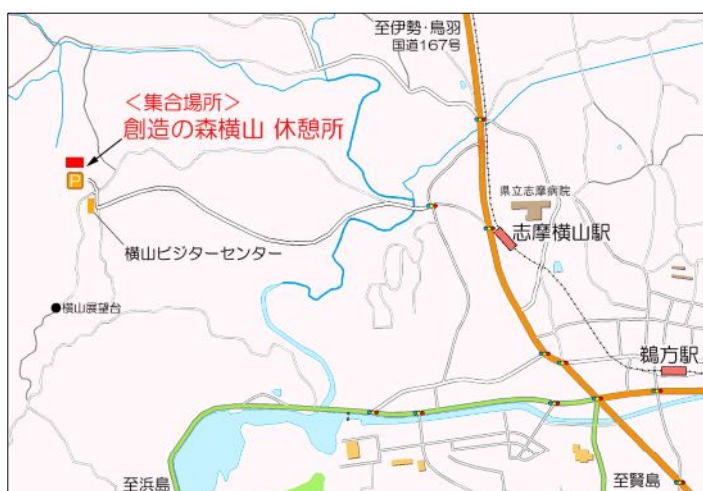 至伊勢・鳥羽
国道167号
＜集合場所＞
創造の森横山 休憩所
P
県立志摩病院
志摩横山駅
横山ビジターセンター
●横山展望台
鵜方駅
至浜島
至賢島